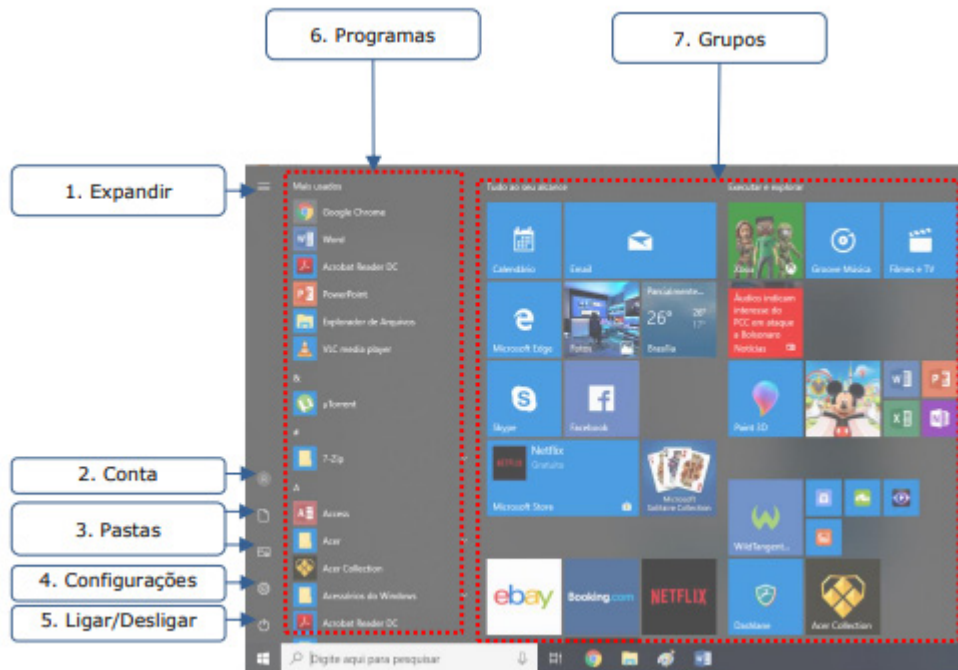 6. Programas
7. Grupos
1. Expandir
2. Conta
3. Pastas
4. Configurações
5. Ligar/Desligar
Mais usados
Google Chrome
Word
Acrobat Reader DC
PowerPoint
Explorador de Arquivos
VLC media player
&
µTorrent
#
7-Zip
A
Access
Acer
Acer Collection
Acessórios do Windows
Acrobat Reader DC
Tudo ao seu alcance
Calendário
Email
Microsoft Edge
Fotos
Parcialmente...
26°
26°
17°
Brasília
Skype
Facebook
Netflix
Gratuito
NETFLIX
Microsoft Store
Microsoft
Solitaire Collection
ebay
Booking.com
NETFLIX
Executar e explorar
Xbox
Groove Música
Filmes e TV
Áudios indicam
interesse do
PCC em ataque
a Bolsonaro
Notícias
Paint 3D
WildTangent...
Dashlane
Acer Collection
Digite aqui para pesquisar